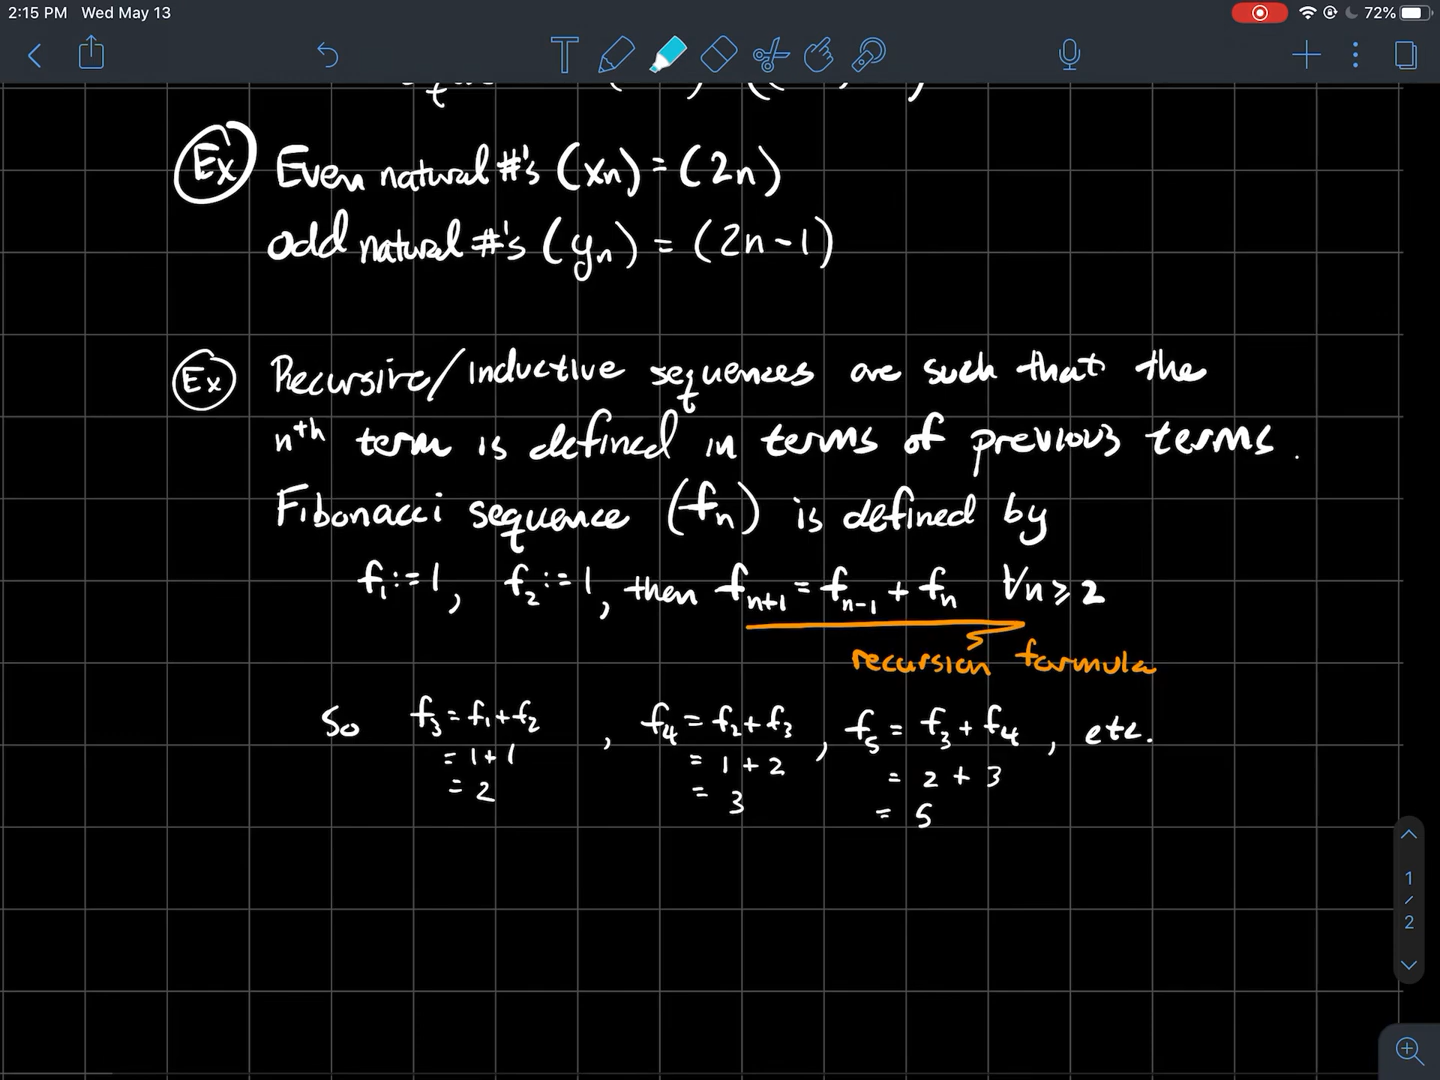 2:15 PM Wed May 13
72%
Ex Even natural #'s (xn) = (2n)
odd natural #'s (yn) = (2n-1)
Ex Recursive/inductive sequences are such that the
nth term is defined in terms of previous terms.
Fibonacci sequence (fn) is defined by
f1 := 1, f2 := 1, then fn+1 = fn-1 + fn ∀n ≥ 2
recursion formula
So f3 = f1 + f2 , f4 = f2 + f3 , f5 = f3 + f4 , etc.
= 1 + 1 = 1 + 2 = 2 + 3
= 2 = 3 = 5
1
/
2